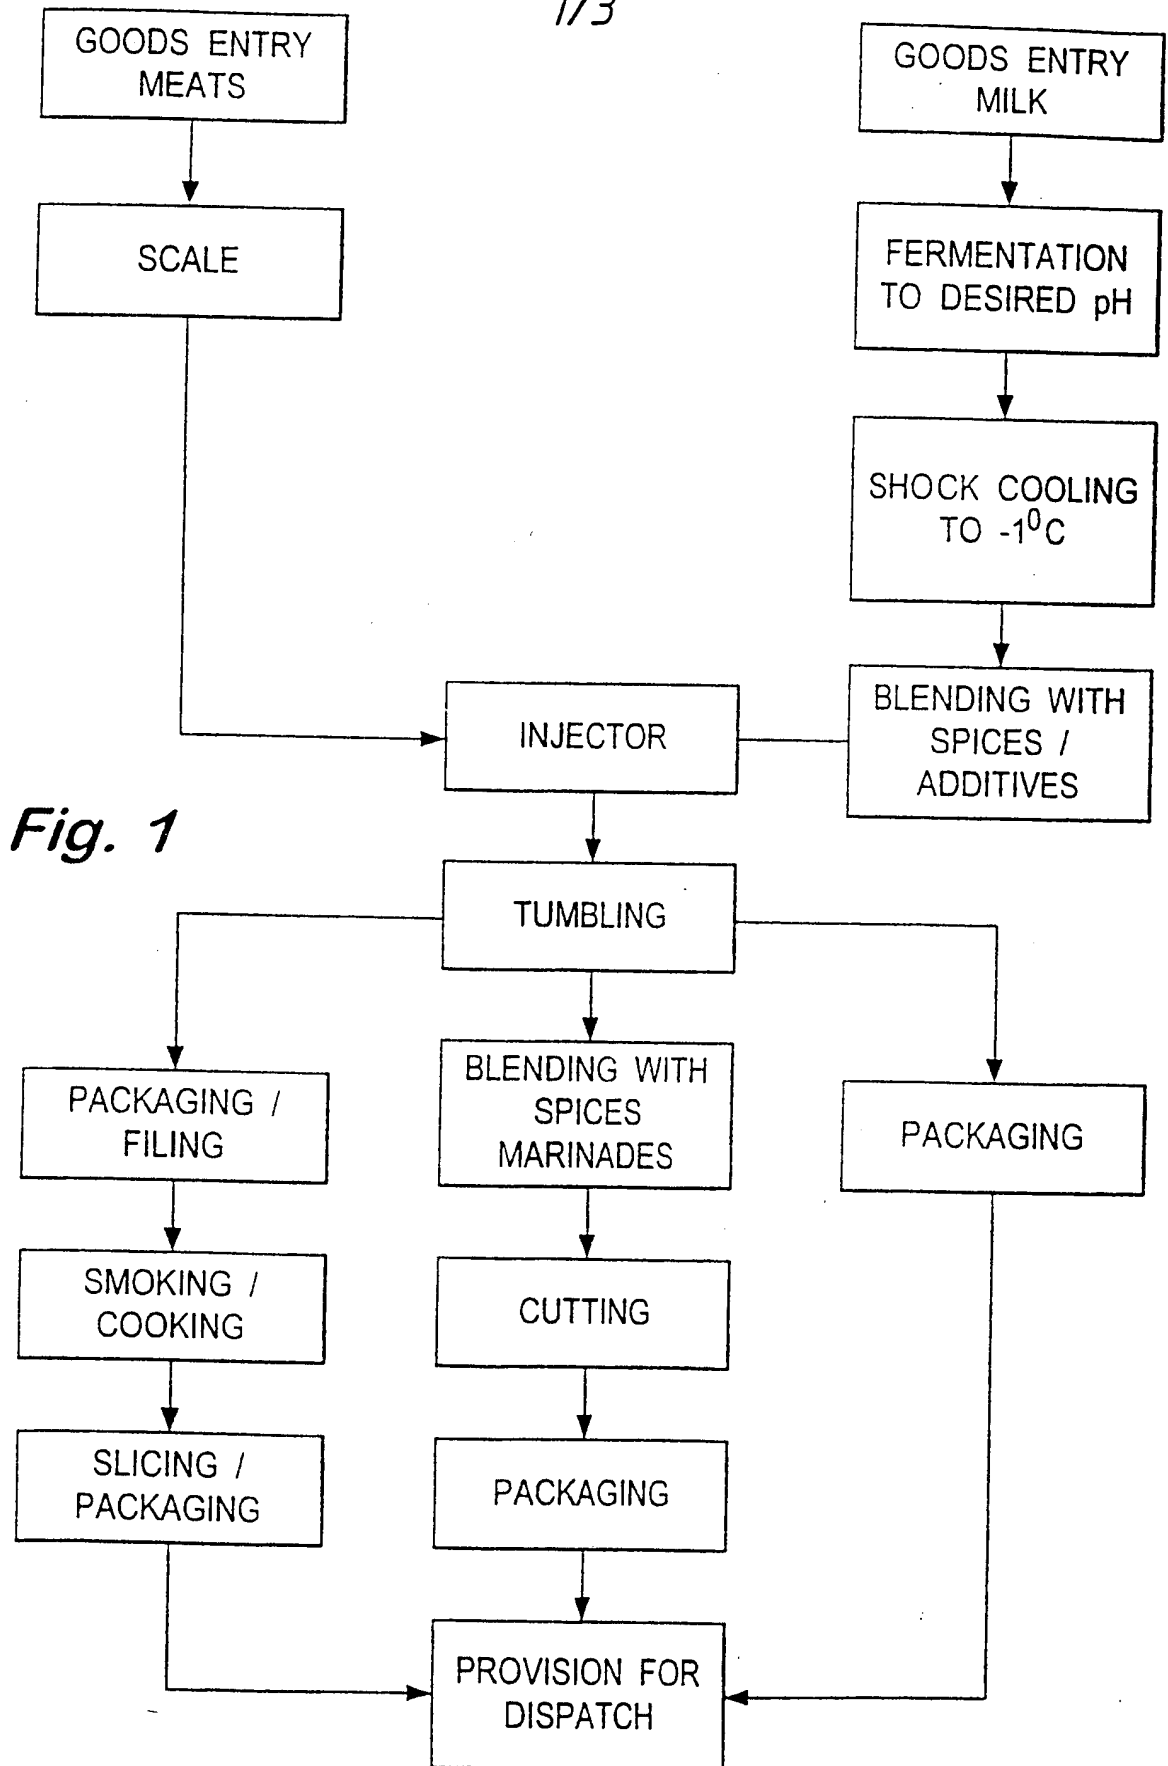 1/3
GOODS ENTRY
MEATS
GOODS ENTRY
MILK
SCALE
FERMENTATION
TO DESIRED pH
SHOCK COOLING
TO -1⁰C
INJECTOR
BLENDING WITH
SPICES /
ADDITIVES
Fig. 1
TUMBLING
PACKAGING /
FILING
BLENDING WITH
SPICES
MARINADES
PACKAGING
SMOKING /
COOKING
CUTTING
SLICING /
PACKAGING
PACKAGING
PROVISION FOR
DISPATCH